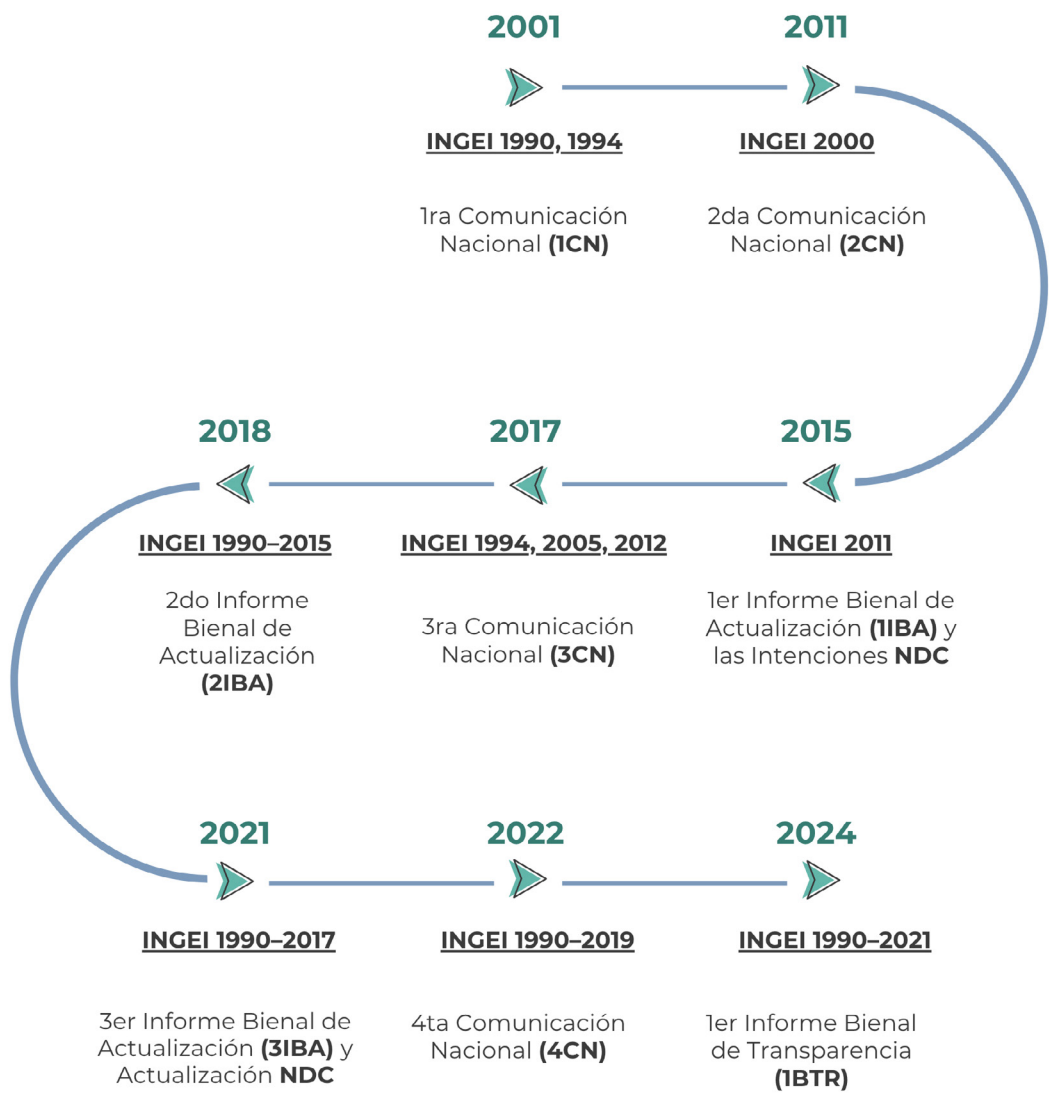 2001
INGEI 1990, 1994
1ra Comunicación
Nacional (1CN)
2011
INGEI 2000
2da Comunicación
Nacional (2CN)
2015
INGEI 2011
1er Informe Bienal de
Actualización (1IBA) y
las Intenciones NDC
2017
INGEI 1994, 2005, 2012
3ra Comunicación
Nacional (3CN)
2018
INGEI 1990–2015
2do Informe
Bienal de
Actualización
(2IBA)
2021
INGEI 1990–2017
3er Informe Bienal de
Actualización (3IBA) y
Actualización NDC
2022
INGEI 1990–2019
4ta Comunicación
Nacional (4CN)
2024
INGEI 1990–2021
1er Informe Bienal
de Transparencia
(1BTR)